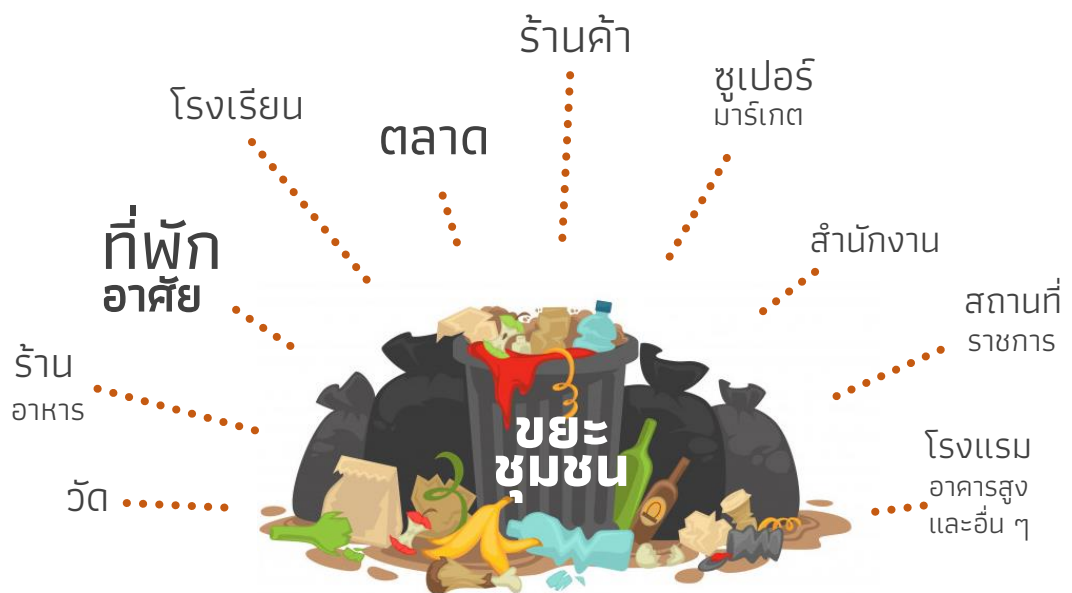 ร้านค้า
ซูเปอร์
มาร์เกต
โรงเรียน
ตลาด
ที่พัก
อาศัย
สำนักงาน
สถานที่
ราชการ
ร้าน
อาหาร
ขยะ
ชุมชน
โรงแรม
อาคารสูง
และอื่น ๆ
วัด